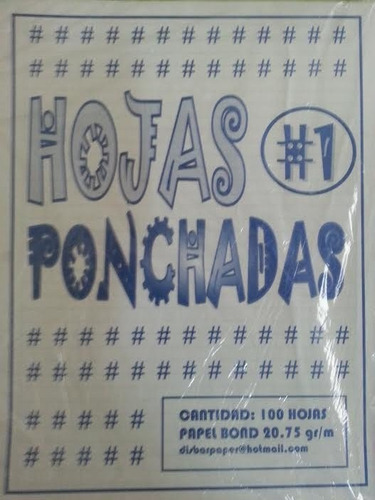 # # # # # # # # # # # # #
# # # # # # # # # # # # #
HOJAS #1
PONCHADAS
# # # # # # # # # # # # #
# # # # # # # # # # # # #
# # # # #
# # # # #
CANTIDAD: 100 HOJAS
PAPEL BOND 20.75 gr/m
disbarpaper@hotmail.com